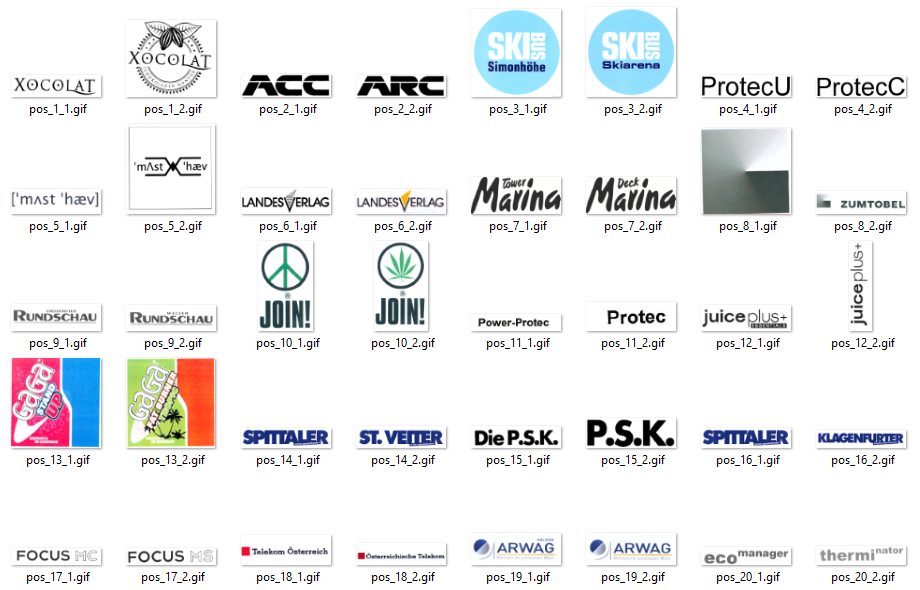 XOCOLAT
XOCOLAT
ACC
ARC
SKI BUS
Simonhöhe
SKI BUS
Skiarena
ProtecU
ProtecC
pos_1_1.gif
pos_1_2.gif
pos_2_1.gif
pos_2_2.gif
pos_3_1.gif
pos_3_2.gif
pos_4_1.gif
pos_4_2.gif
['mʌst 'hæv]
'mʌst 'hæv
LANDESVERLAG
LANDESVERLAG
Tower
Marina
Deck
Marina
ZUMTOBEL
pos_5_1.gif
pos_5_2.gif
pos_6_1.gif
pos_6_2.gif
pos_7_1.gif
pos_7_2.gif
pos_8_1.gif
pos_8_2.gif
RUNDSCHAU
RUNDSCHAU
®
JOIN!
®
JOIN!
Power-Protec
Protec
juice plus+
ESSENTIALS
juice plus+
pos_9_1.gif
pos_9_2.gif
pos_10_1.gif
pos_10_2.gif
pos_11_1.gif
pos_11_2.gif
pos_12_1.gif
pos_12_2.gif
GAGA
STAND
UP
GAGA
SPITTALER
ST. VEITER
Die P.S.K.
P.S.K.
SPITTALER
KLAGENFURTER
pos_13_1.gif
pos_13_2.gif
pos_14_1.gif
pos_14_2.gif
pos_15_1.gif
pos_15_2.gif
pos_16_1.gif
pos_16_2.gif
FOCUS MC
FOCUS MS
Telekom Österreich
Österreichische Telekom
HOLDING
ARWAG
ARWAG
ecomanager
therminator
pos_17_1.gif
pos_17_2.gif
pos_18_1.gif
pos_18_2.gif
pos_19_1.gif
pos_19_2.gif
pos_20_1.gif
pos_20_2.gif